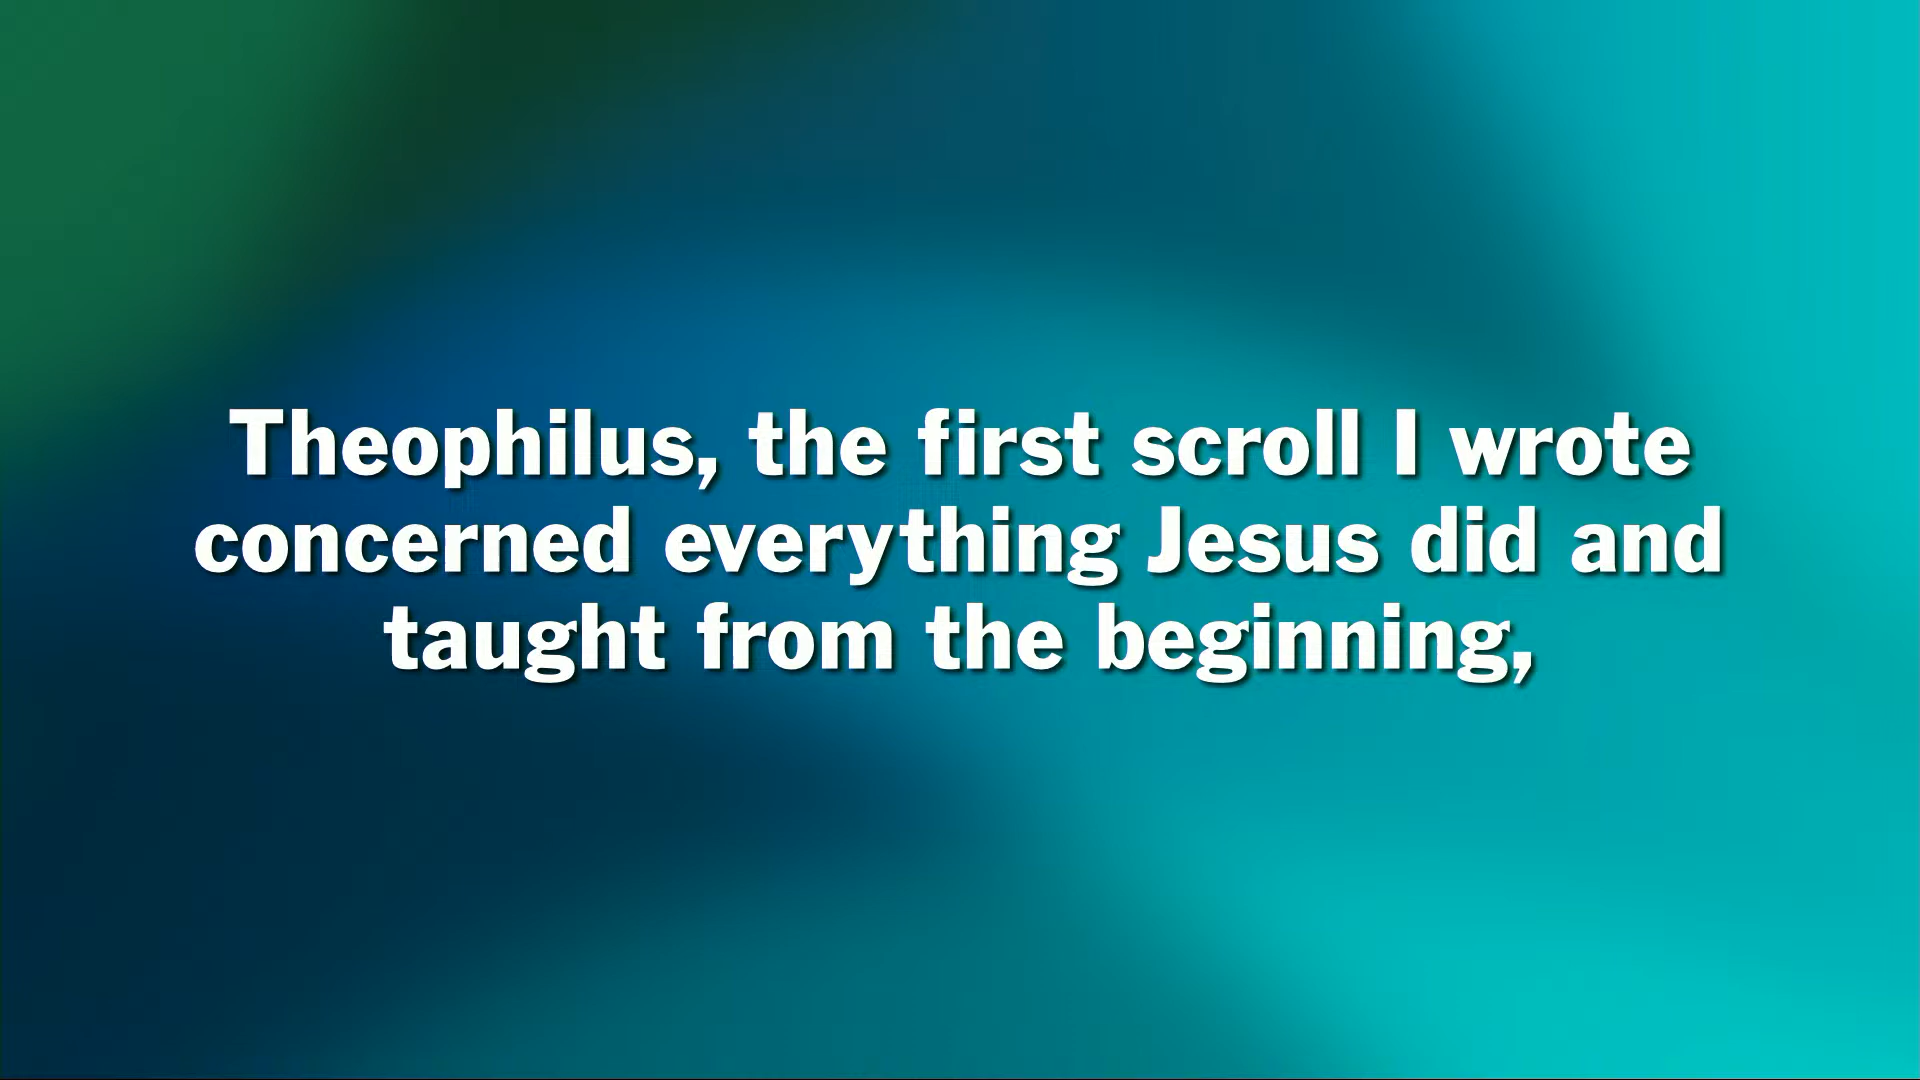 Theophilus, the first scroll I wrote
concerned everything Jesus did and
taught from the beginning,